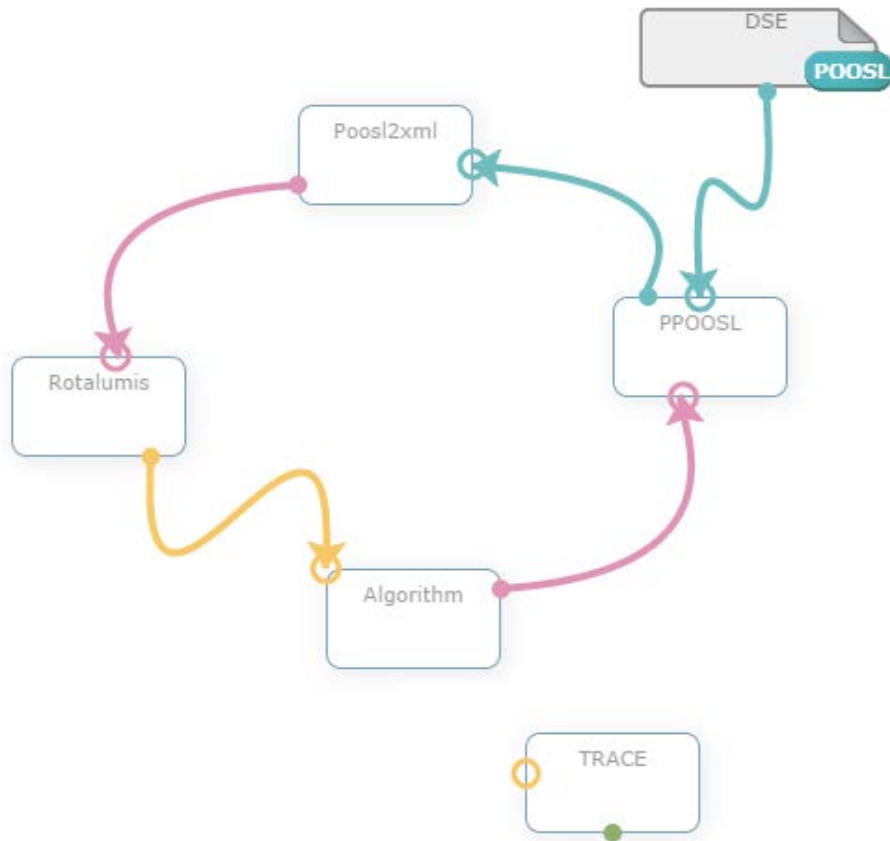 DSE
POOSL
Poosl2xml
PPOOSL
Rotalumis
Algorithm
TRACE